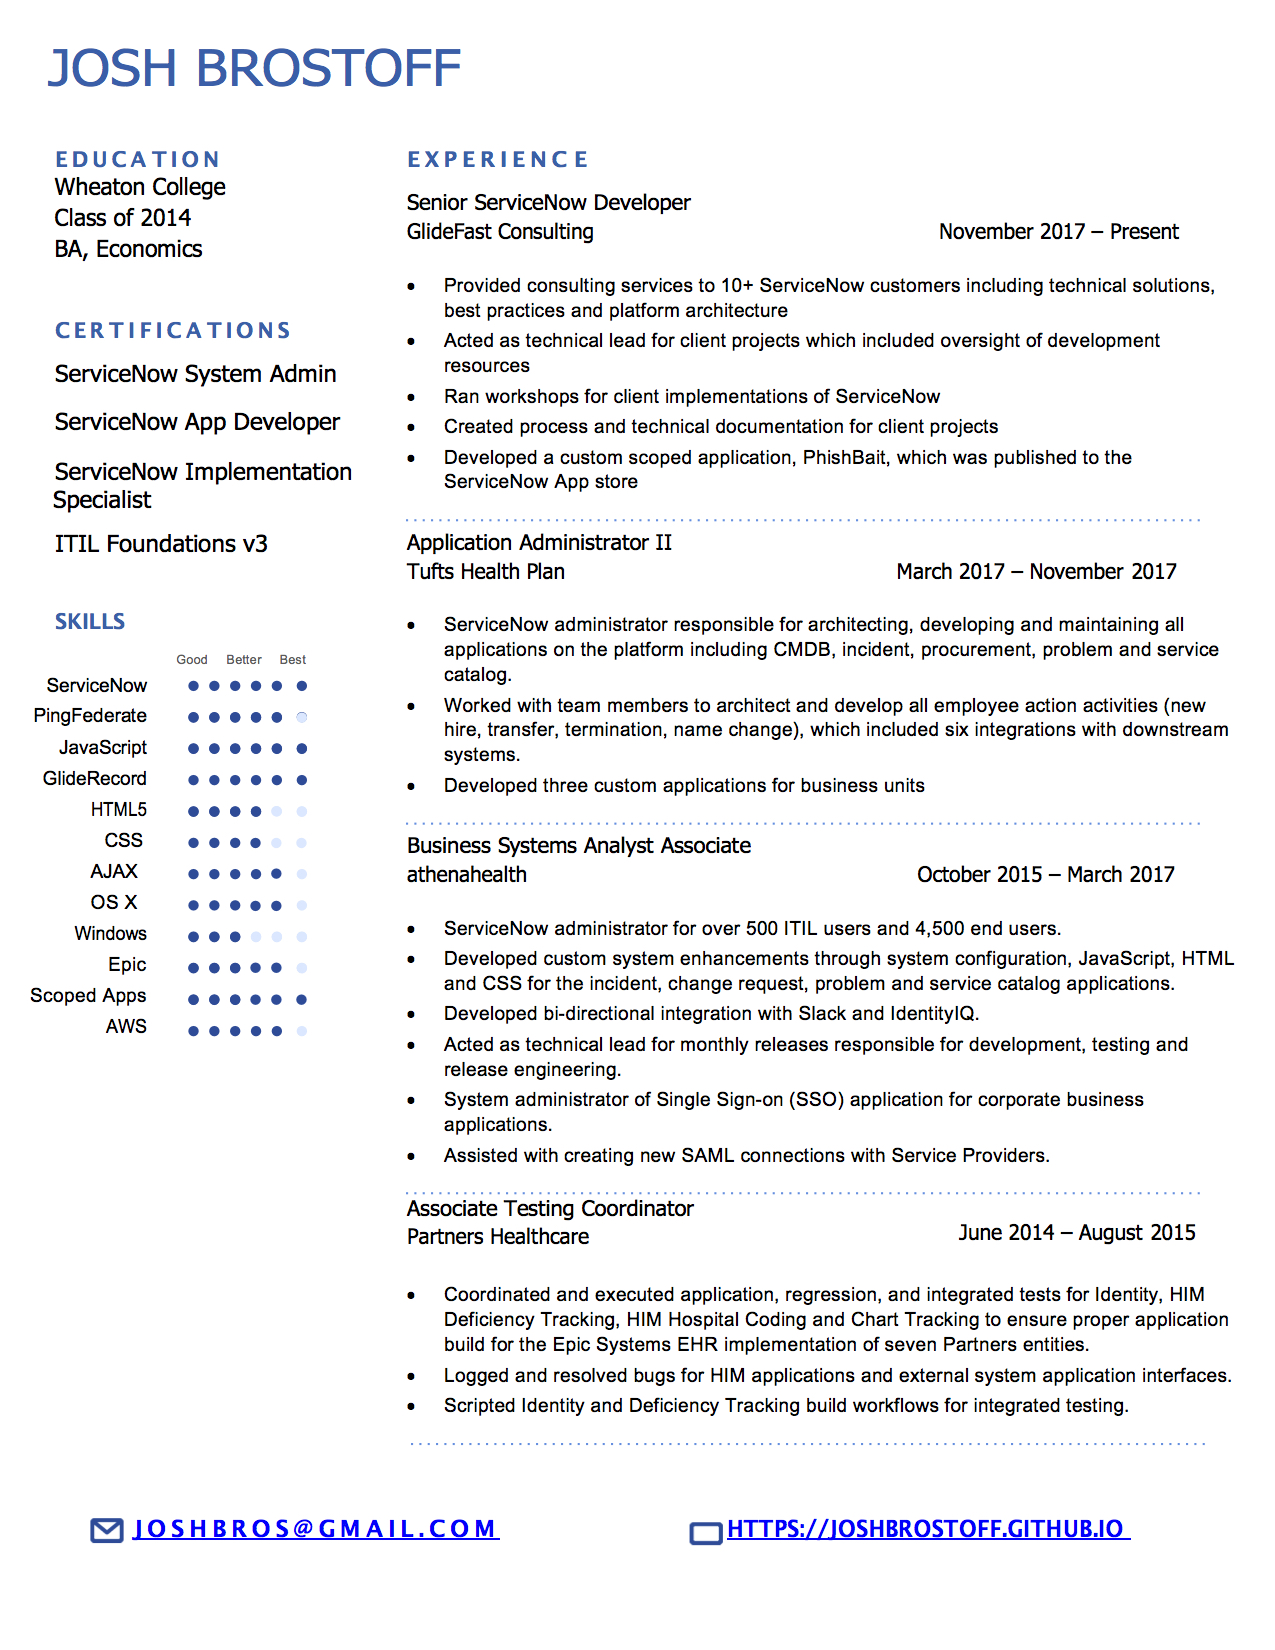 JOSH BROSTOFF
EDUCATION
Wheaton College
Class of 2014
BA, Economics
CERTIFICATIONS
ServiceNow System Admin
ServiceNow App Developer
ServiceNow Implementation
Specialist
ITIL Foundations v3
SKILLS
Good Better Best
ServiceNow
PingFederate
JavaScript
GlideRecord
HTML5
CSS
AJAX
OS X
Windows
Epic
Scoped Apps
AWS
EXPERIENCE
Senior ServiceNow Developer
GlideFast Consulting November 2017 – Present
• Provided consulting services to 10+ ServiceNow customers including technical solutions,
best practices and platform architecture
• Acted as technical lead for client projects which included oversight of development
resources
• Ran workshops for client implementations of ServiceNow
• Created process and technical documentation for client projects
• Developed a custom scoped application, PhishBait, which was published to the
ServiceNow App store
Application Administrator II
Tufts Health Plan March 2017 – November 2017
• ServiceNow administrator responsible for architecting, developing and maintaining all
applications on the platform including CMDB, incident, procurement, problem and service
catalog.
• Worked with team members to architect and develop all employee action activities (new
hire, transfer, termination, name change), which included six integrations with downstream
systems.
• Developed three custom applications for business units
Business Systems Analyst Associate
athenahealth October 2015 – March 2017
• ServiceNow administrator for over 500 ITIL users and 4,500 end users.
• Developed custom system enhancements through system configuration, JavaScript, HTML
and CSS for the incident, change request, problem and service catalog applications.
• Developed bi-directional integration with Slack and IdentityIQ.
• Acted as technical lead for monthly releases responsible for development, testing and
release engineering.
• System administrator of Single Sign-on (SSO) application for corporate business
applications.
• Assisted with creating new SAML connections with Service Providers.
Associate Testing Coordinator
Partners Healthcare June 2014 – August 2015
• Coordinated and executed application, regression, and integrated tests for Identity, HIM
Deficiency Tracking, HIM Hospital Coding and Chart Tracking to ensure proper application
build for the Epic Systems EHR implementation of seven Partners entities.
• Logged and resolved bugs for HIM applications and external system application interfaces.
• Scripted Identity and Deficiency Tracking build workflows for integrated testing.
JOSHBROS@GMAIL.COM HTTPS://JOSHBROSTOFF.GITHUB.IO